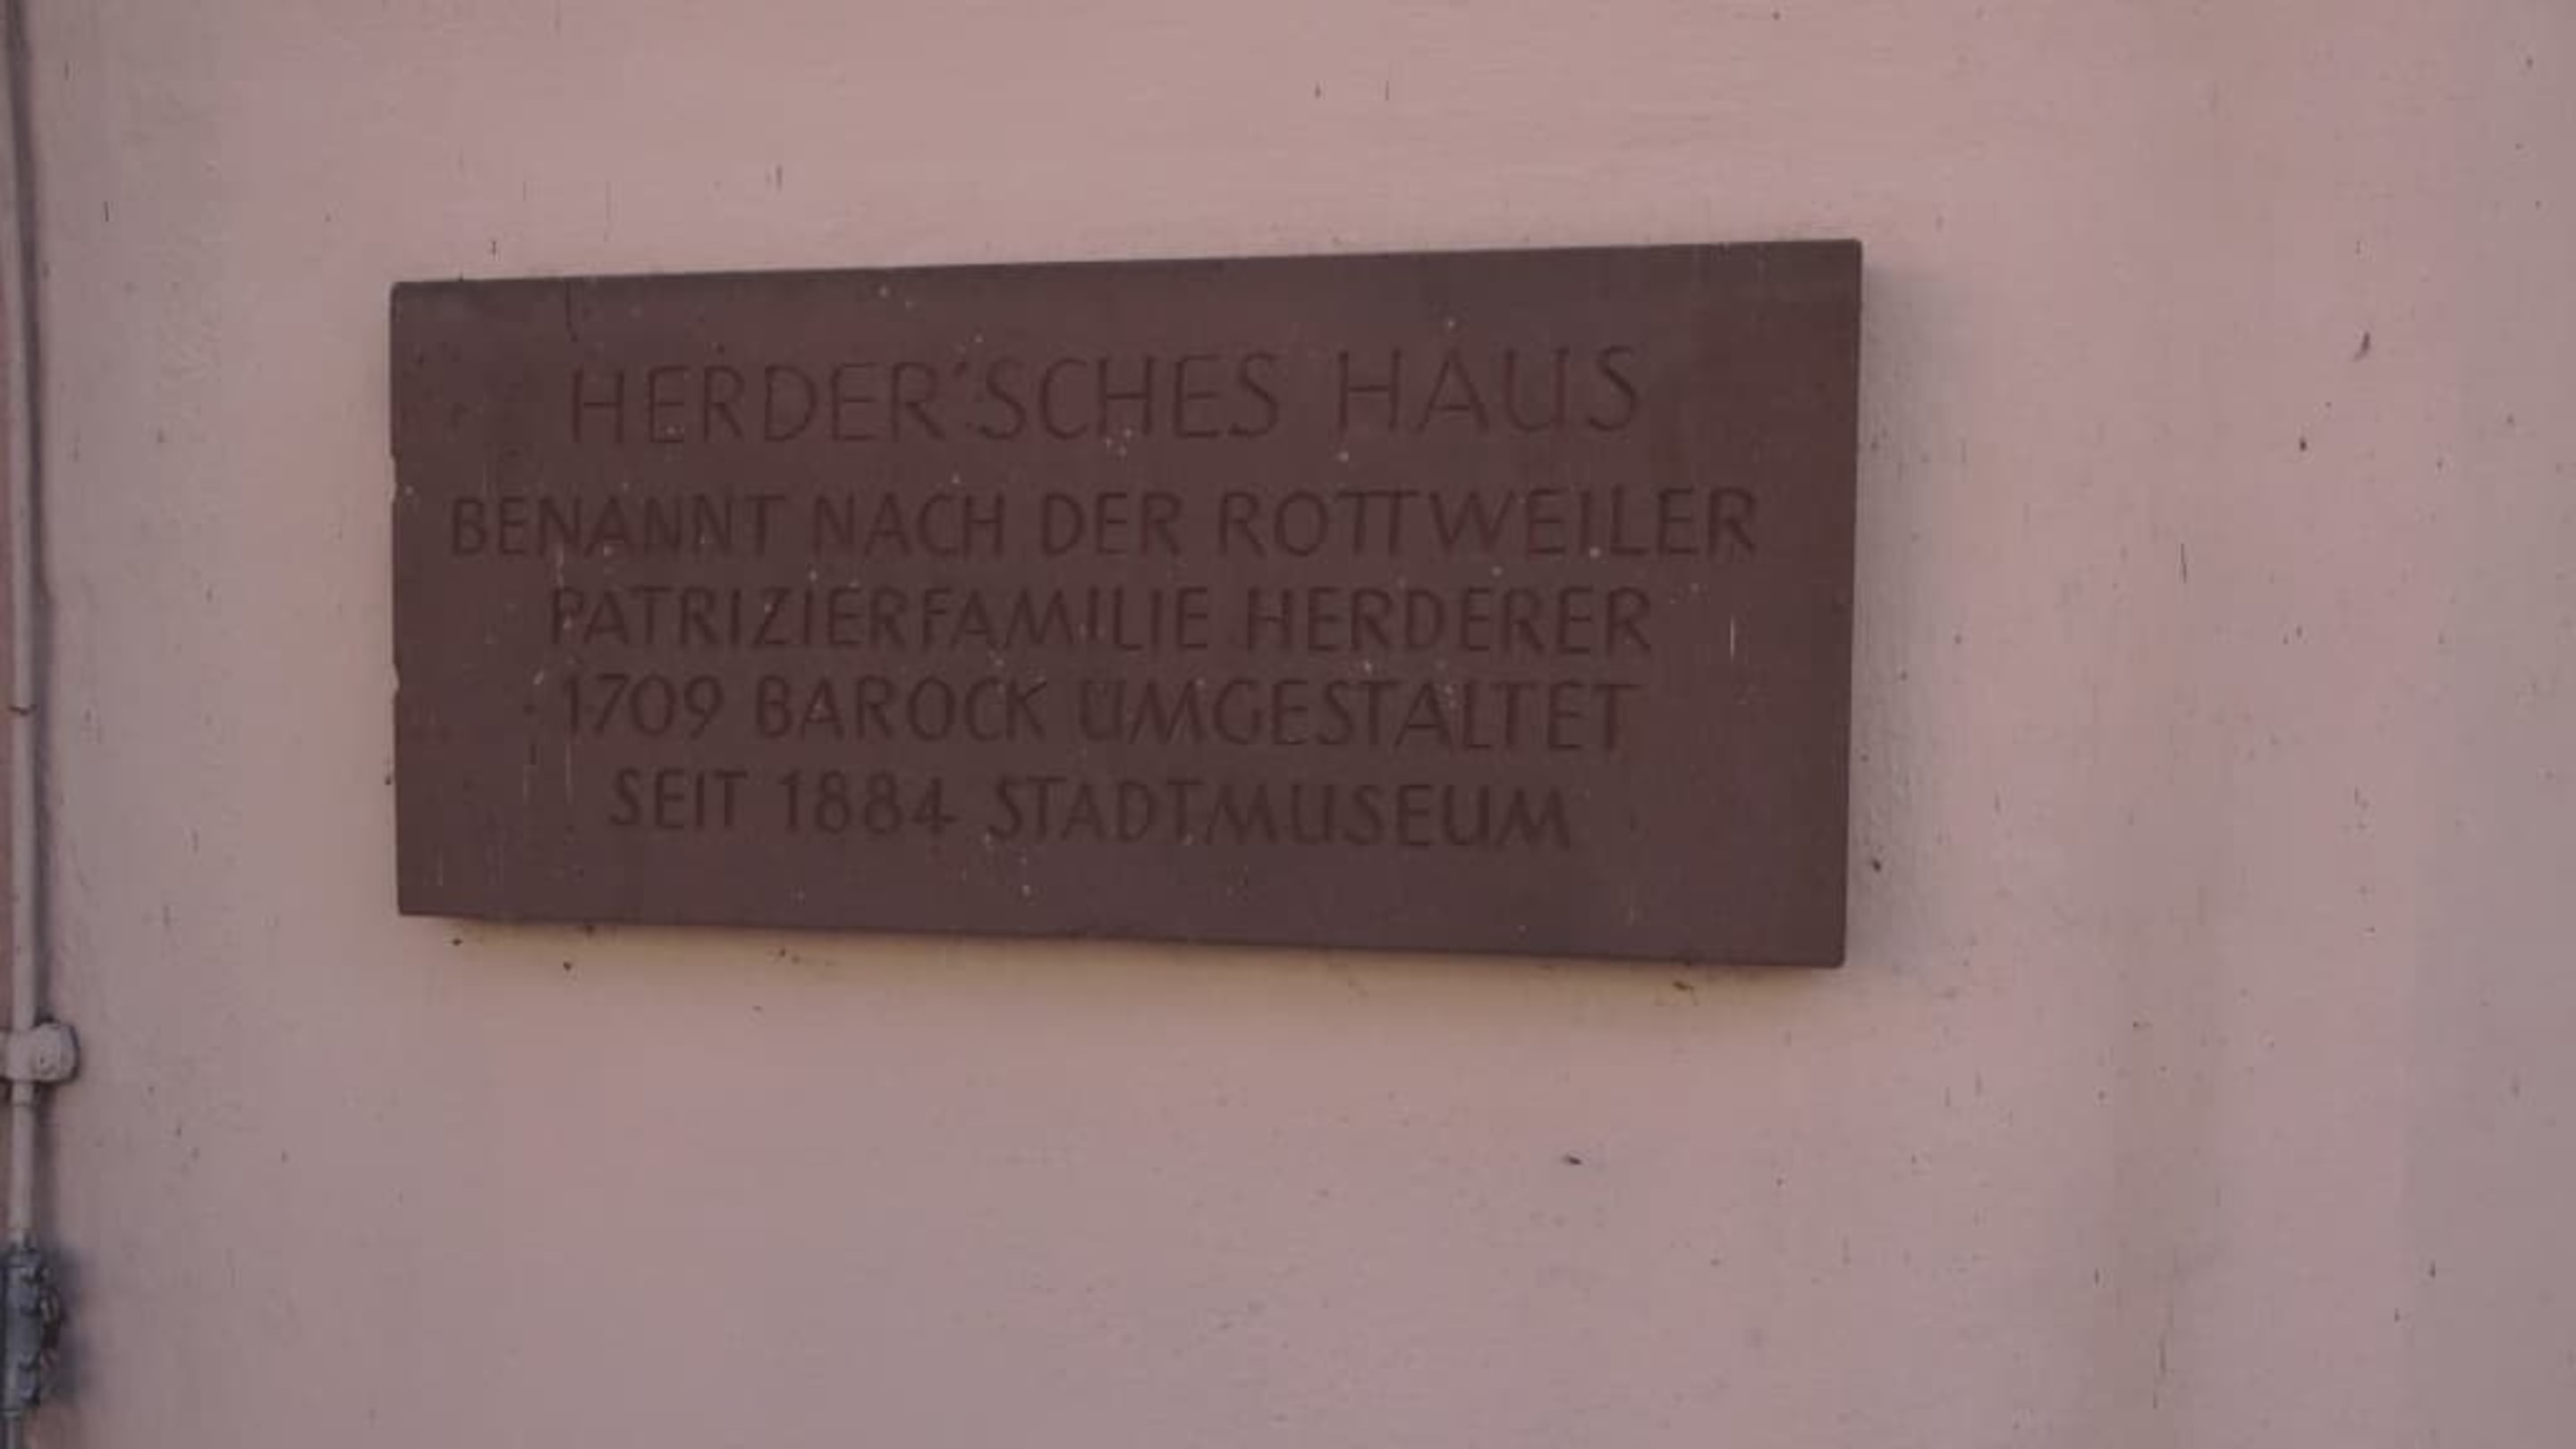 HERDER'SCHES HAUS
BENANNT NACH DER ROTTWEILER
PATRIZIERFAMILIE HERDERER
1709 BAROCK UMGESTALTET
SEIT 1884 STADTMUSEUM